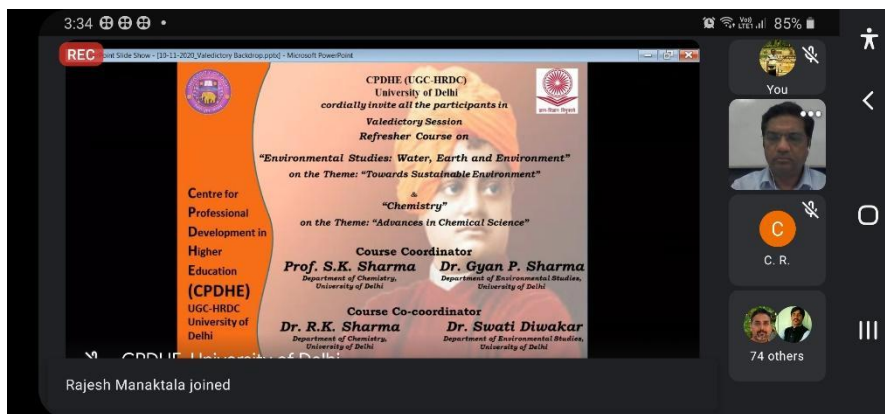 3:34
LTE1 85%
REC
int Slide Show - [10-11-2020_Valedictory Backdrop.pptx] - Microsoft PowerPoint
CPDHE (UGC-HRDC)
University of Delhi
cordially invite all the participants in
Valedictory Session
Refresher Course on
“Environmental Studies: Water, Earth and Environment”
on the Theme: “Towards Sustainable Environment”
&
“Chemistry”
on the Theme: “Advances in Chemical Science”
Course Coordinator
Prof. S.K. Sharma Dr. Gyan P. Sharma
Department of Chemistry, Department of Environmental Studies,
University of Delhi University of Delhi
Course Co-coordinator
Dr. R.K. Sharma Dr. Swati Diwakar
Department of Chemistry, Department of Environmental Studies,
University of Delhi University of Delhi
Centre for
Professional
Development in
Higher
Education
(CPDHE)
UGC-HRDC
University of
Delhi
CPDHE, University of Delhi
Rajesh Manaktala joined
You
C
C. R.
74 others